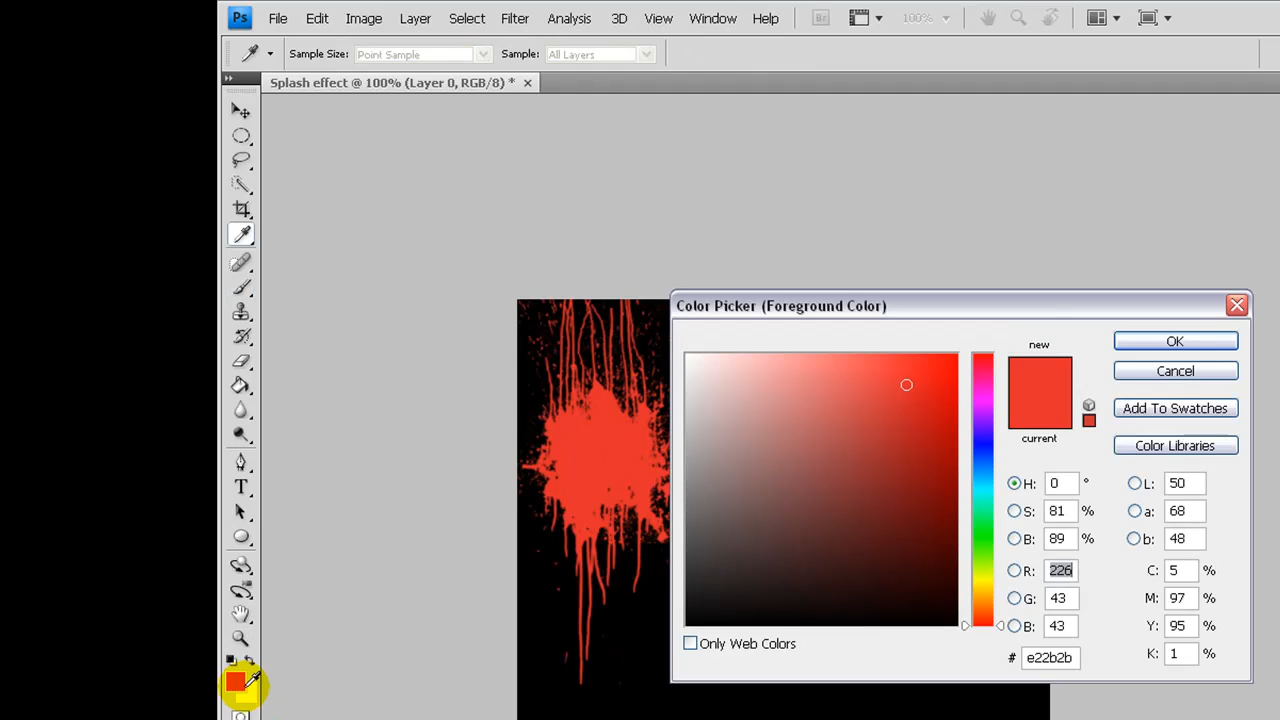 Ps File Edit Image Layer Select Filter Analysis 3D View Window Help Br 100%
Sample Size: Point Sample Sample: All Layers
Splash effect @ 100% (Layer 0, RGB/8) * ×
T
Color Picker (Foreground Color)
new
current
OK
Cancel
Add To Swatches
Color Libraries
H: 0 ° L: 50
S: 81 % a: 68
B: 89 % b: 48
R: 226 C: 5 %
G: 43 M: 97 %
B: 43 Y: 95 %
# e22b2b K: 1 %
Only Web Colors